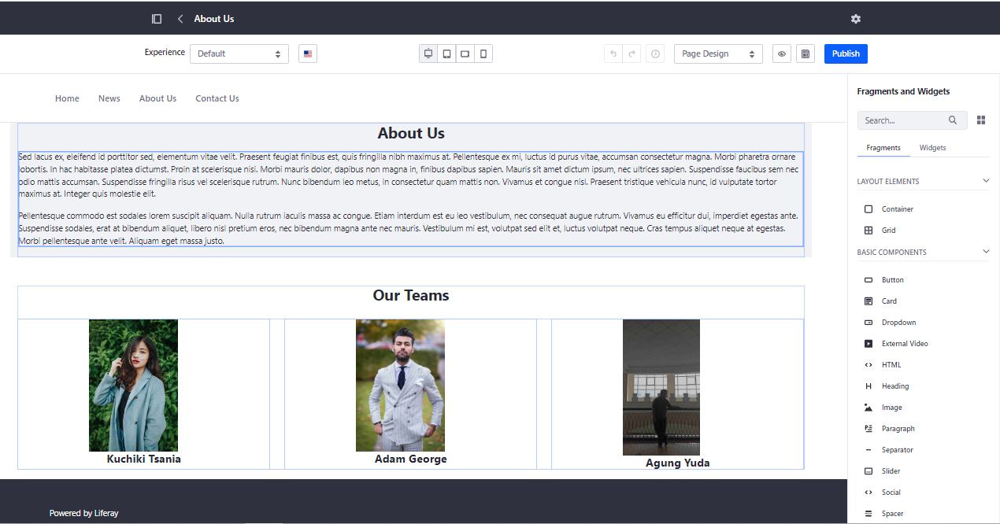 About Us
Experience
Default
Page Design
Publish
Home News About Us Contact Us
About Us
Sed lacus ex, eleifend id porttitor sed, elementum vitae velit. Praesent feugiat finibus est, quis fringilla nibh maximus at. Pellentesque ex mi, luctus id purus vitae, accumsan consectetur magna. Morbi pharetra ornare
lobortis. In hac habitasse platea dictumst. Proin at scelerisque nisi. Morbi mauris dolor, dapibus non magna in, finibus dapibus sapien. Mauris sit amet dictum ipsum, nec ultrices sapien. Suspendisse faucibus sem nec
odio mattis accumsan. Suspendisse fringilla risus vel scelerisque rutrum. Nunc bibendum leo metus, in consectetur quam mattis non. Vivamus et congue nisl. Praesent tristique vehicula nunc, id vulputate tortor
maximus at. Integer quis molestie elit.
Pellentesque commodo est sodales lorem suscipit aliquam. Nulla rutrum iaculis massa ac congue. Etiam interdum est eu leo vestibulum, nec consequat augue rutrum. Vivamus eu efficitur dui, imperdiet egestas ante.
Suspendisse sodales, erat at bibendum aliquet, libero nisl pretium eros, nec bibendum magna ante nec mauris. Vestibulum mi est, volutpat sed elit et, luctus volutpat neque. Cras tempus aliquet neque at egestas.
Morbi pellentesque ante velit. Aliquam eget massa justo.
Our Teams
Kuchiki Tsania
Adam George
Agung Yuda
Powered by Liferay
Fragments and Widgets
Search...
Fragments Widgets
LAYOUT ELEMENTS
Container
Grid
BASIC COMPONENTS
Button
Card
Dropdown
External Video
HTML
Heading
Image
Paragraph
Separator
Slider
Social
Spacer